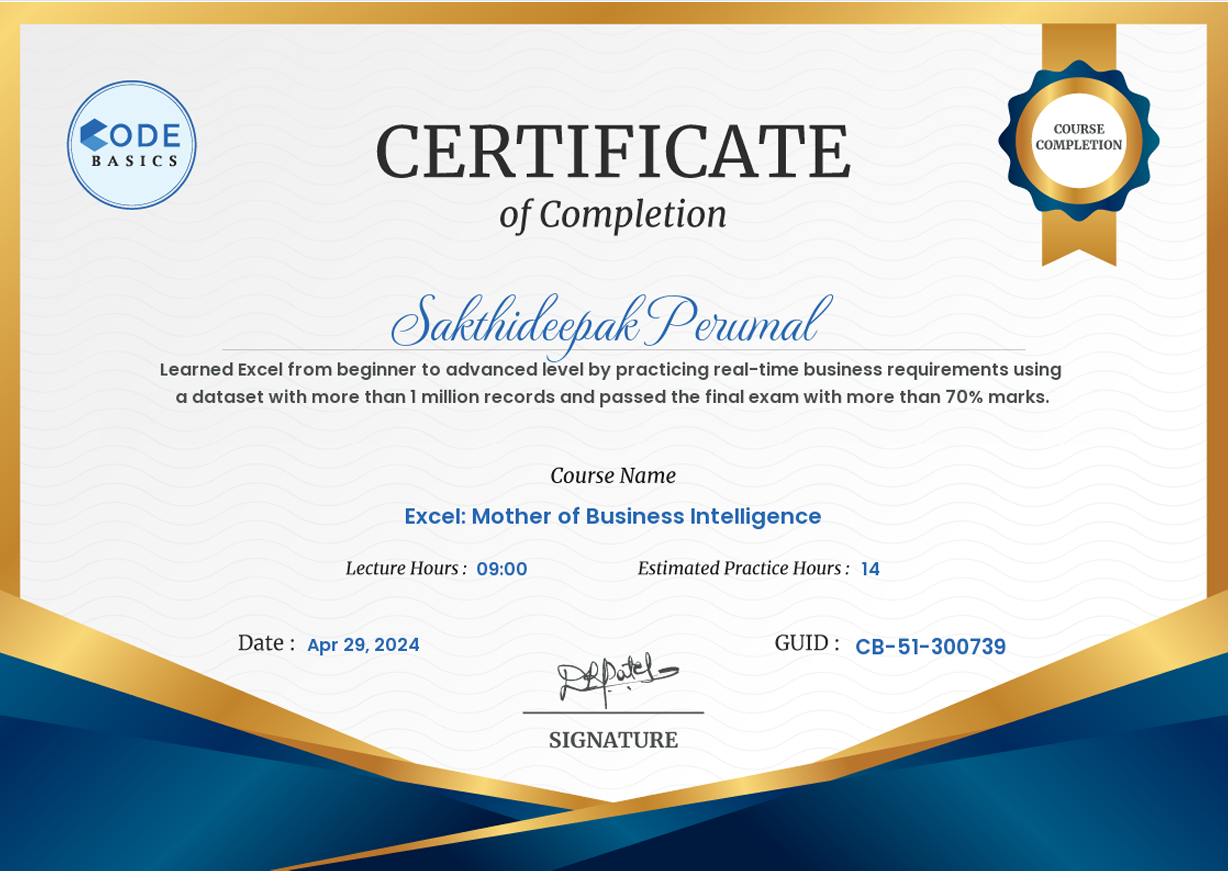 CODE
BASICS
COURSE
COMPLETION
CERTIFICATE
of Completion
Sakthideepak Perumal
Learned Excel from beginner to advanced level by practicing real-time business requirements using
a dataset with more than 1 million records and passed the final exam with more than 70% marks.
Course Name
Excel: Mother of Business Intelligence
Lecture Hours : 09:00 Estimated Practice Hours : 14
Date : Apr 29, 2024 GUID : CB-51-300739
SIGNATURE